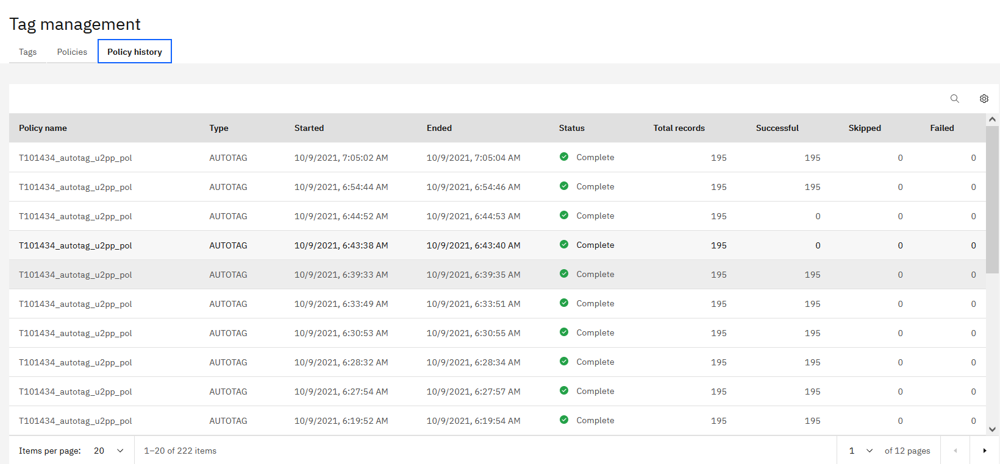 Tag management
Tags Policies Policy history
Policy name Type Started Ended Status Total records Successful Skipped Failed
T101434_autotag_u2pp_pol AUTOTAG 10/9/2021, 7:05:02 AM 10/9/2021, 7:05:04 AM Complete 195 195 0 0
T101434_autotag_u2pp_pol AUTOTAG 10/9/2021, 6:54:44 AM 10/9/2021, 6:54:46 AM Complete 195 195 0 0
T101434_autotag_u2pp_pol AUTOTAG 10/9/2021, 6:44:52 AM 10/9/2021, 6:44:53 AM Complete 195 0 0 0
T101434_autotag_u2pp_pol AUTOTAG 10/9/2021, 6:43:38 AM 10/9/2021, 6:43:40 AM Complete 195 0 0 0
T101434_autotag_u2pp_pol AUTOTAG 10/9/2021, 6:39:33 AM 10/9/2021, 6:39:35 AM Complete 195 195 0 0
T101434_autotag_u2pp_pol AUTOTAG 10/9/2021, 6:33:49 AM 10/9/2021, 6:33:51 AM Complete 195 195 0 0
T101434_autotag_u2pp_pol AUTOTAG 10/9/2021, 6:30:53 AM 10/9/2021, 6:30:55 AM Complete 195 195 0 0
T101434_autotag_u2pp_pol AUTOTAG 10/9/2021, 6:28:32 AM 10/9/2021, 6:28:34 AM Complete 195 195 0 0
T101434_autotag_u2pp_pol AUTOTAG 10/9/2021, 6:27:54 AM 10/9/2021, 6:27:57 AM Complete 195 195 0 0
T101434_autotag_u2pp_pol AUTOTAG 10/9/2021, 6:19:52 AM 10/9/2021, 6:19:54 AM Complete 195 195 0 0
Items per page: 20 1–20 of 222 items 1 of 12 pages